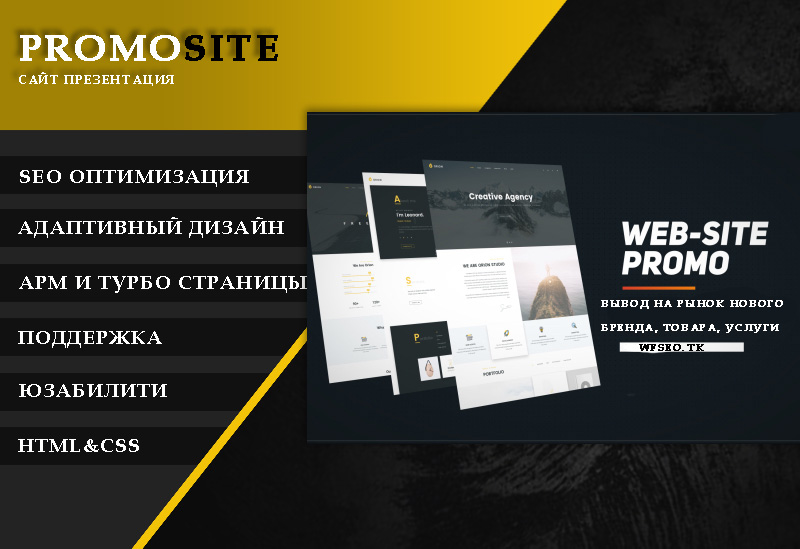 PROMOSITE
САЙТ ПРЕЗЕНТАЦИЯ
SEO ОПТИМИЗАЦИЯ
АДАПТИВНЫЙ ДИЗАЙН
АРМ И ТУРБО СТРАНИЦЫ
ПОДДЕРЖКА
ЮЗАБИЛИТИ
HTML&CSS
Creative Agency
A
I'm Leonard.
WE ARE ORION STUDIO
S
P
PORTFOLIO
WEB-SITE
PROMO
ВЫВОД НА РЫНОК НОВОГО
БРЕНДА, ТОВАРА, УСЛУГИ
WFSEO.TK